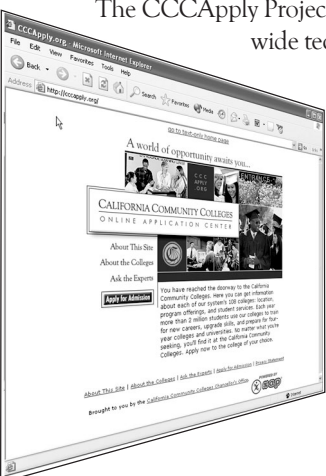 The CCCApply Projec
wide tec
CCCApply.org - Microsoft Internet Explorer
File Edit View Favorites Tools Help
Back Search Favorites Media
Address http://cccapply.org/
go to text-only home page
A world of opportunity awaits you...
CCC
APPLY
.ORG
ENTRANCE
CALIFORNIA COMMUNITY COLLEGES
ONLINE APPLICATION CENTER
About This Site
About the Colleges
Ask the Experts
Apply for Admission
You have reached the doorway to the California
Community Colleges. Here you can get information
about each of our system's 108 colleges: location,
program offerings, and student services. Each year
more than 2 million students use our colleges to train
for new careers, upgrade skills, and prepare for four-
year colleges and universities. No matter what you're
seeking, you'll find it at the California Community
Colleges. Apply now to the college of your choice.
About This Site | About the Colleges | Ask the Experts | Apply for Admission | Privacy Statement
Brought to you by the California Community Colleges Chancellor's Office
POWERED BY
Internet